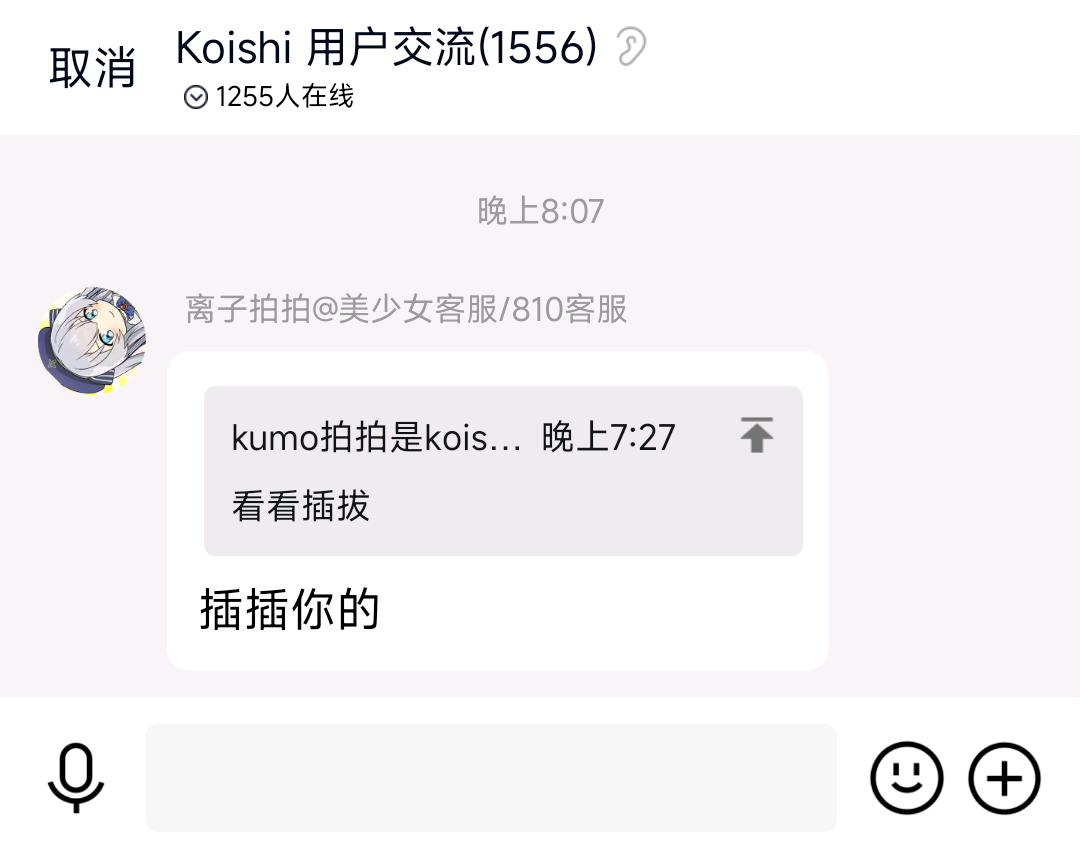 取消
Koishi 用户交流(1556)
1255人在线
晚上8:07
离子拍拍@美少女客服/810客服
kumo拍拍是kois... 晚上7:27
看看插拔
插插你的